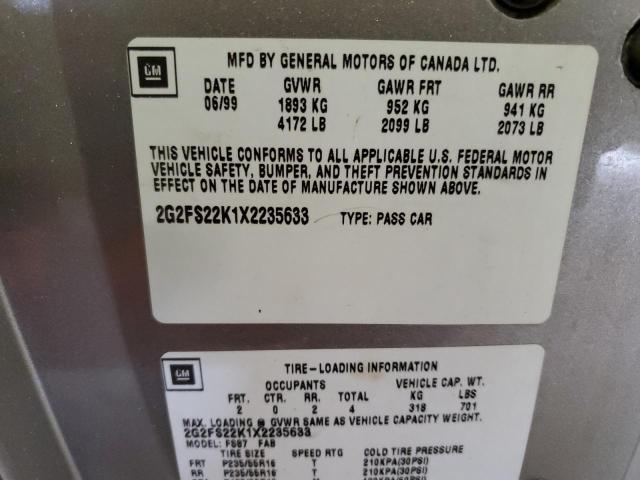 MFD BY GENERAL MOTORS OF CANADA LTD.
GM
DATE GVWR GAWR FRT GAWR RR
06/99 1893 KG 952 KG 941 KG
4172 LB 2099 LB 2073 LB
THIS VEHICLE CONFORMS TO ALL APPLICABLE U.S. FEDERAL MOTOR
VEHICLE SAFETY, BUMPER, AND THEFT PREVENTION STANDARDS IN
EFFECT ON THE DATE OF MANUFACTURE SHOWN ABOVE.
2G2FS22K1X2235633 TYPE: PASS CAR
GM
TIRE-LOADING INFORMATION
OCCUPANTS VEHICLE CAP. WT.
FRT. CTR. RR. TOTAL KG LBS
2 0 2 4 318 701
MAX. LOADING @ GVWR SAME AS VEHICLE CAPACITY WEIGHT.
2G2FS22K1X2235633
MODEL: FS87 FAB
TIRE SIZE SPEED RTG COLD TIRE PRESSURE
FRT P235/55R16 T 210KPA(30PSI)
RR P235/55R16 T 210KPA(30PSI)